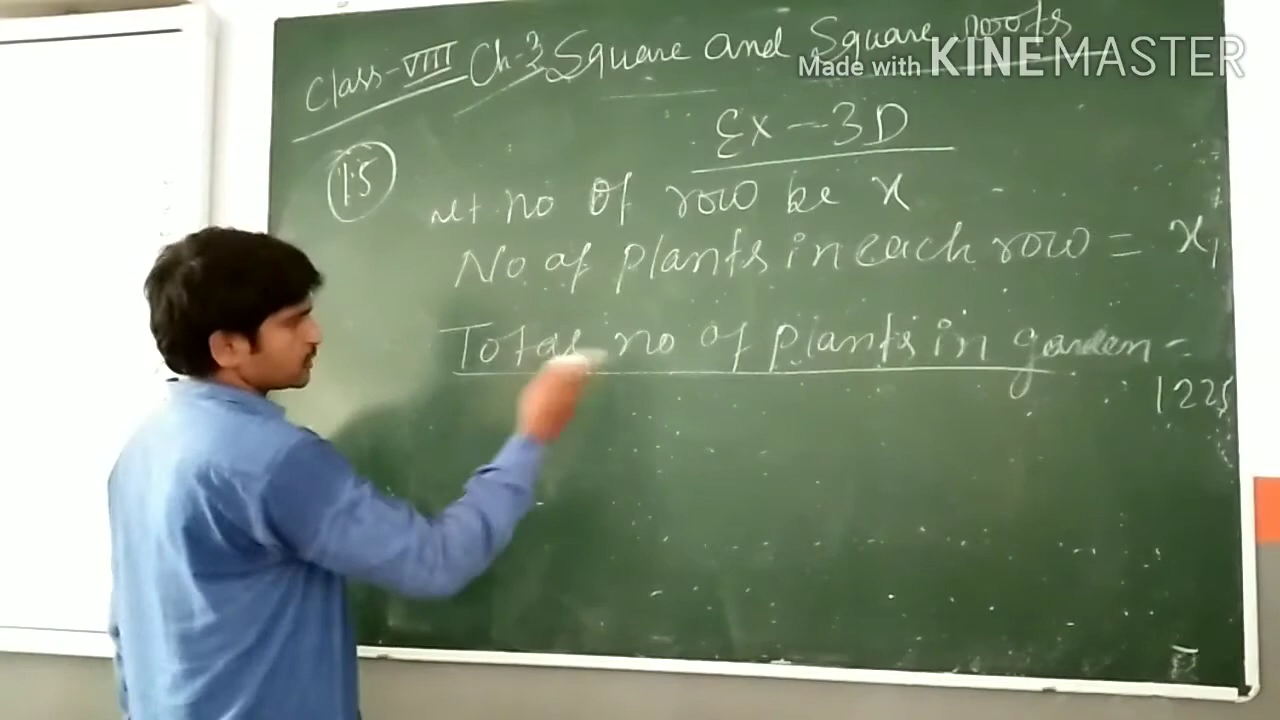 Class-VIII Ch-3 Square and Square roots
Made with KINEMASTER
Ex-3D
15
Let no of row be x
No of plants in each row = x
Total no of plants in garden =
1225